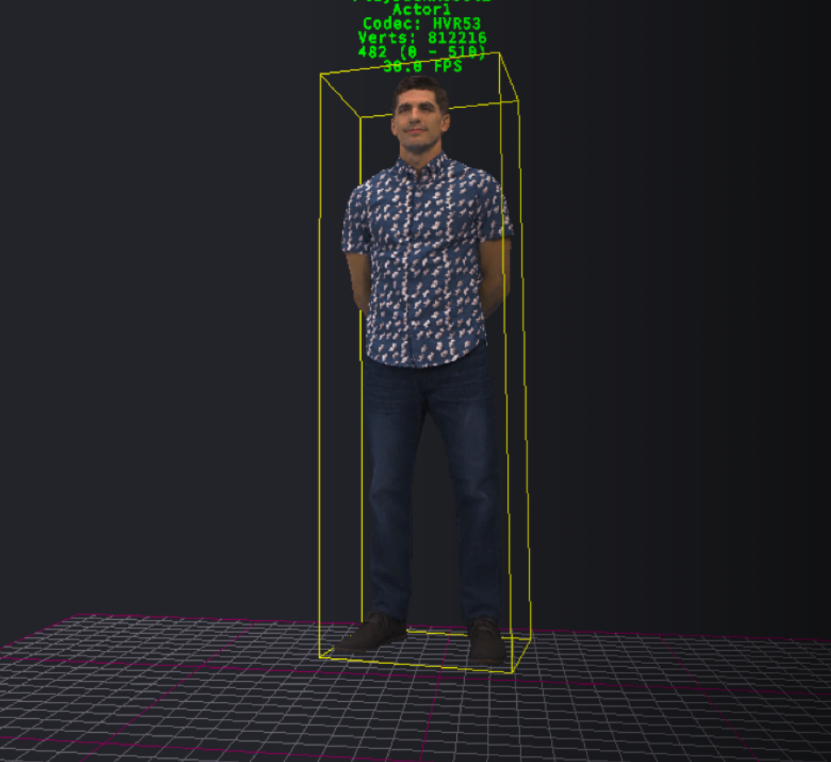 Actor1
Codec: HVR53
Verts: 812216
482 (0 - 510)
30.0 FPS